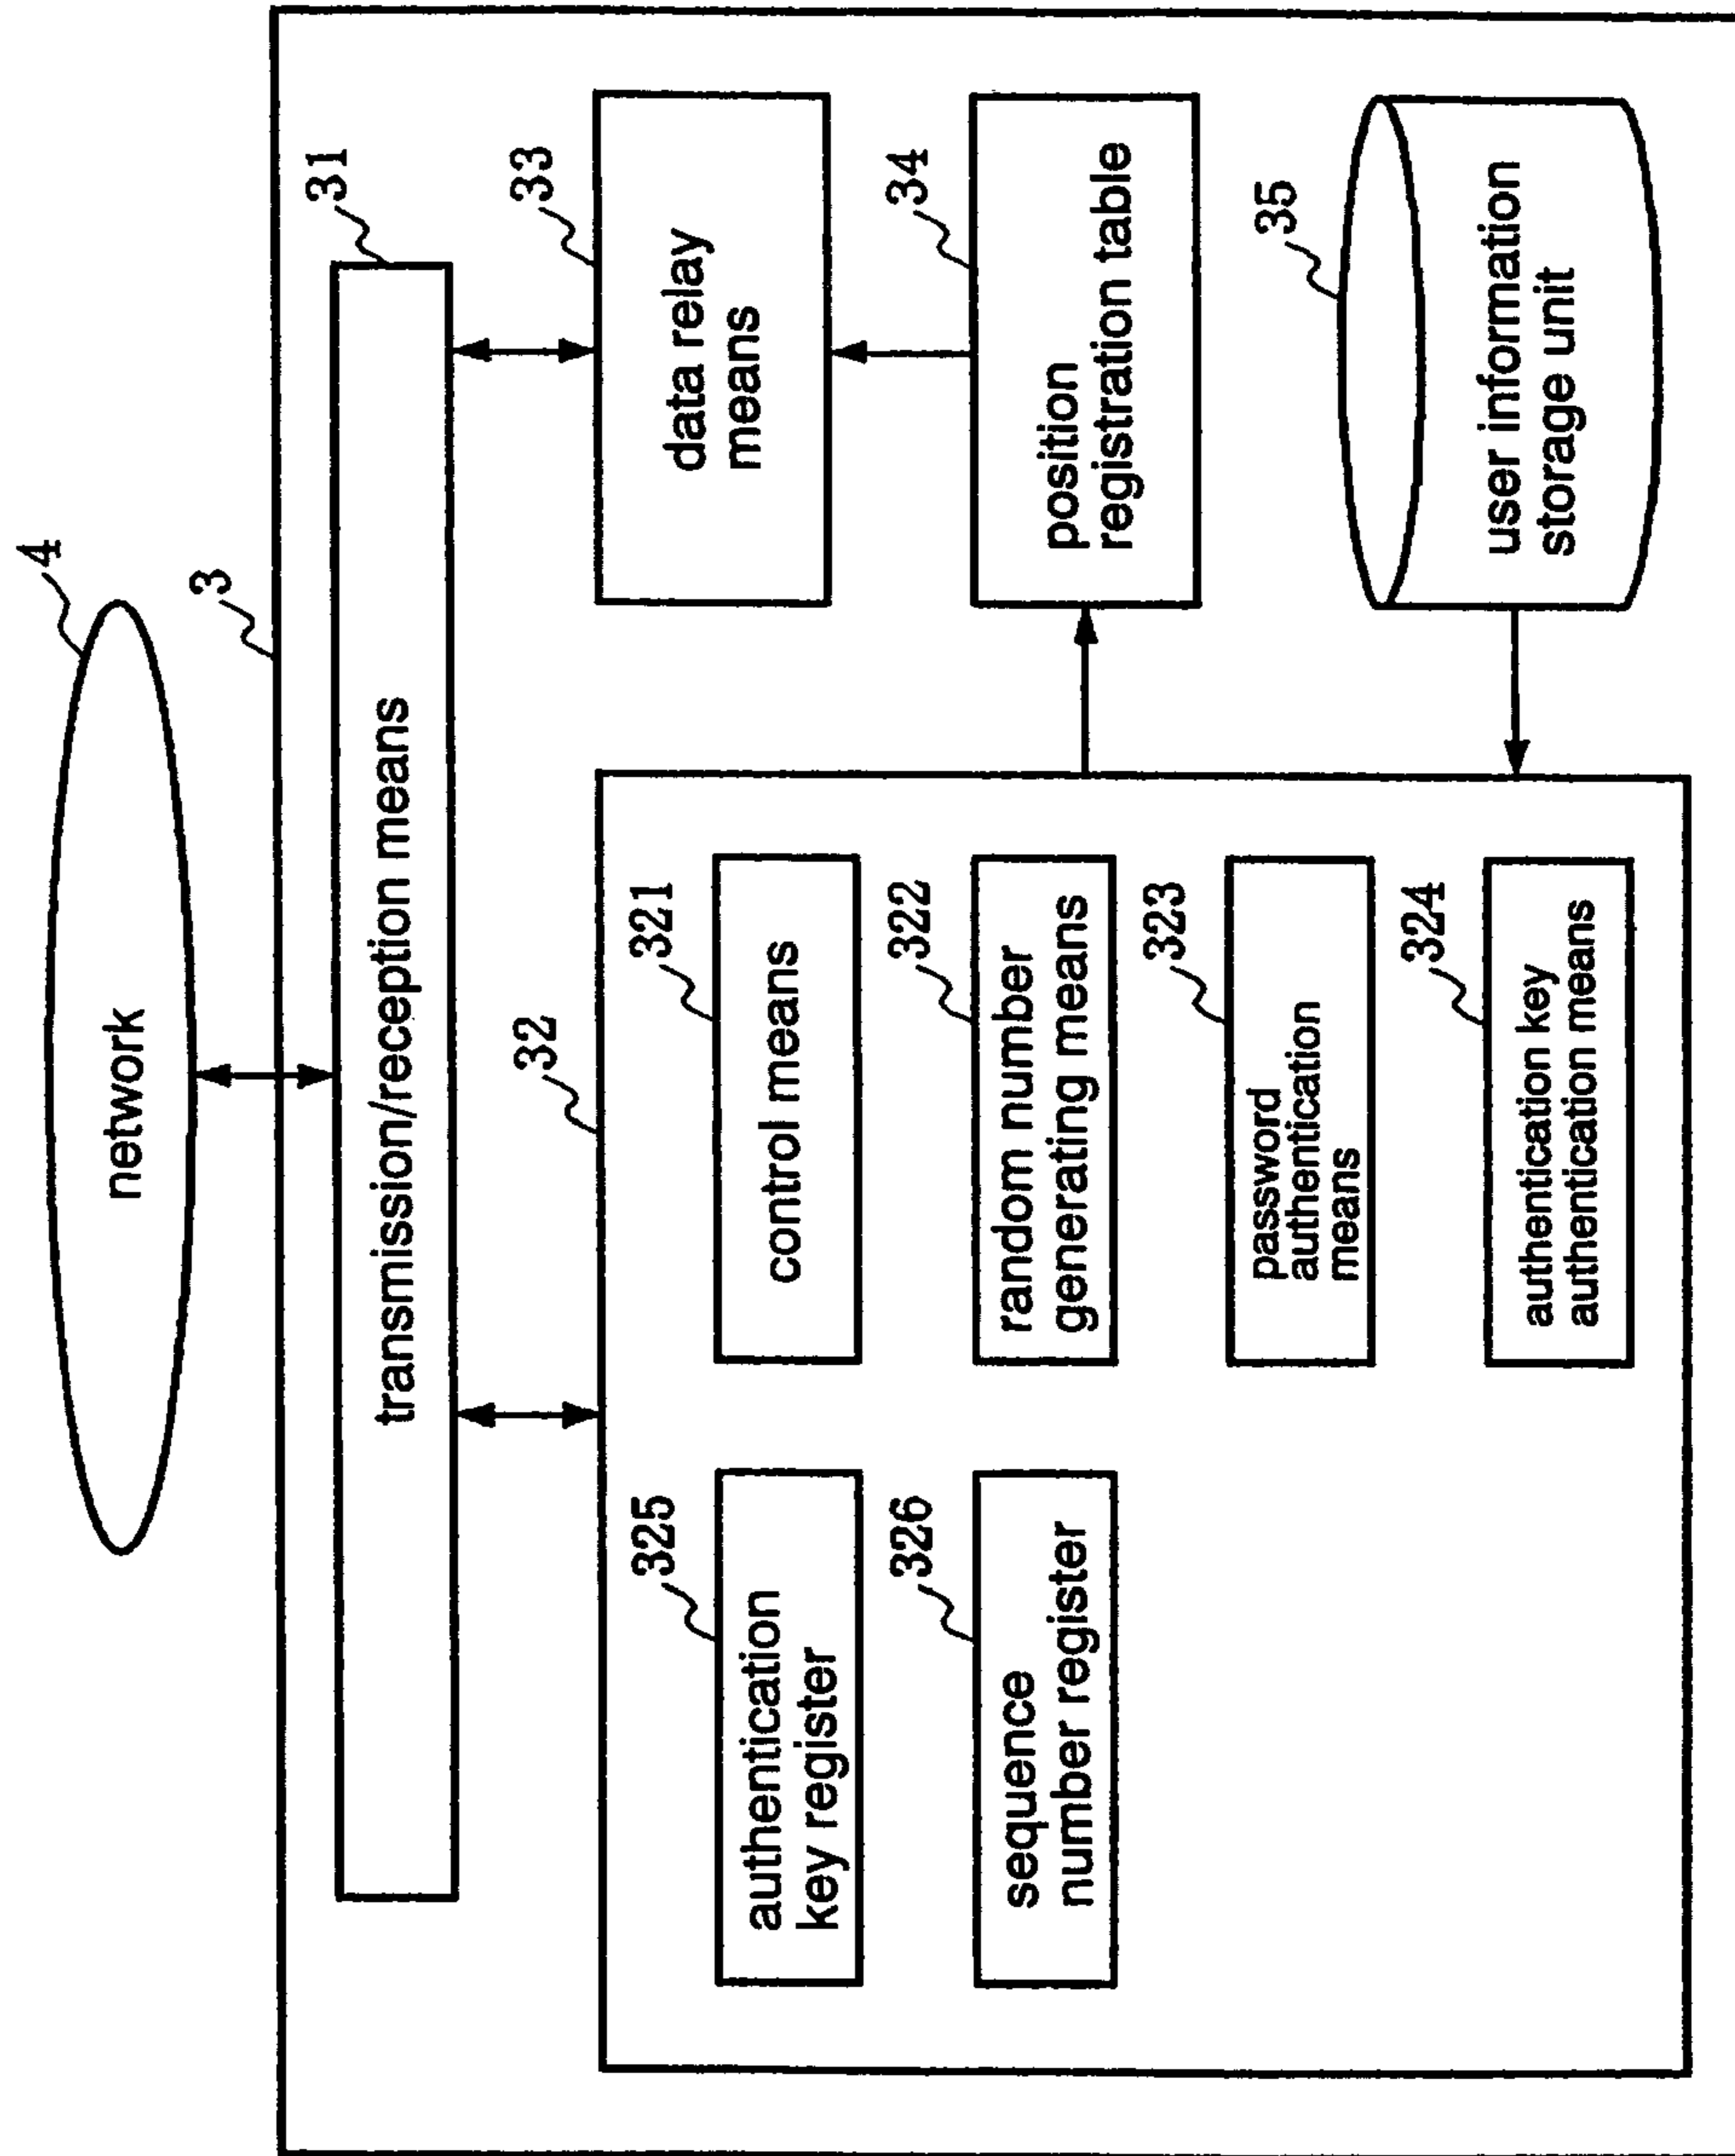 4
network
3
31
transmission/reception means
32
33
data relay
means
325
authentication
key register
321
control means
34
position
registration table
326
sequence
number register
322
random number
generating means
323
password
authentication
means
35
user information
storage unit
324
authentication key
authentication means